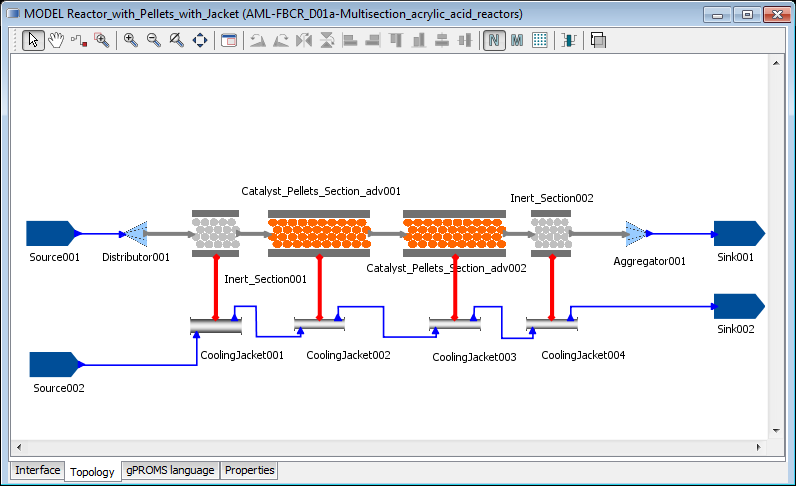 MODEL Reactor_with_Pellets_with_Jacket (AML-FBCR_D01a-Multisection_acrylic_acid_reactors)
N M
Catalyst_Pellets_Section_adv001
Inert_Section002
Source001
Distributor001
Inert_Section001
Catalyst_Pellets_Section_adv002
Aggregator001
Sink001
Sink002
CoolingJacket001
CoolingJacket002
CoolingJacket003
CoolingJacket004
Source002
Interface Topology gPROMS language Properties